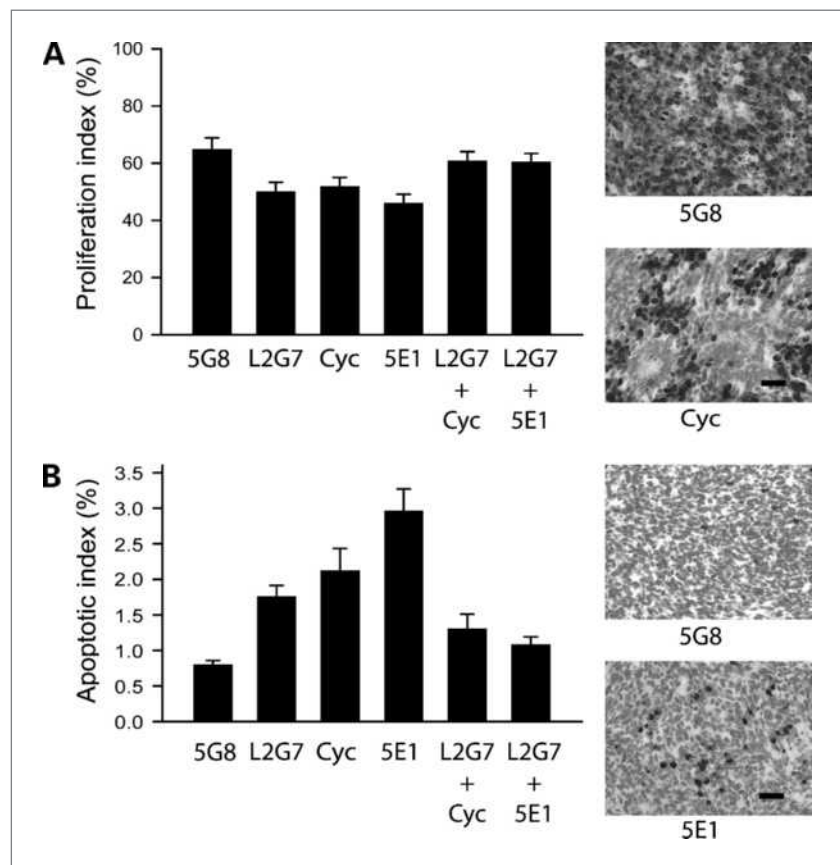 A
Proliferation index (%)
100
80
60
40
20
0
5G8 L2G7 Cyc 5E1 L2G7 L2G7
+ +
Cyc 5E1
5G8
Cyc
B
Apoptotic index (%)
3.5
3.0
2.5
2.0
1.5
1.0
0.5
0.0
5G8 L2G7 Cyc 5E1 L2G7 L2G7
+ +
Cyc 5E1
5G8
5E1